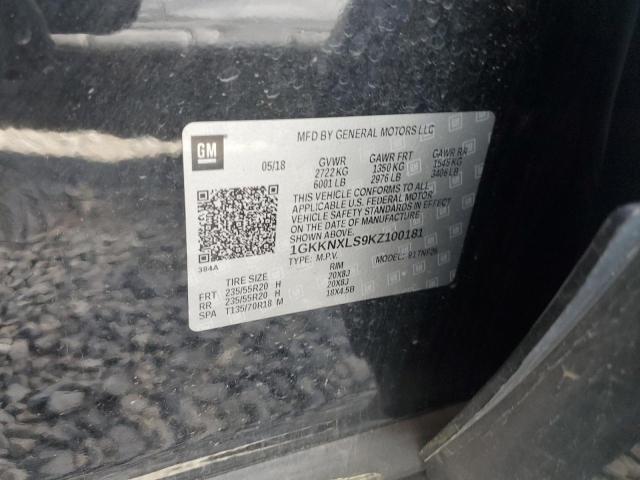 GM
MFD BY GENERAL MOTORS LLC
05/18 GVWR GAWR FRT GAWR RR
2722 KG 1350 KG 1545 KG
6001 LB 2976 LB 3406 LB
THIS VEHICLE CONFORMS TO ALL
APPLICABLE U.S. FEDERAL MOTOR
VEHICLE SAFETY STANDARDS IN EFFECT
ON THE DATE OF MANUFACTURE
SHOWN ABOVE.
1GKKNXLS9KZ100181
384A
TYPE: M.P.V. MODEL:
TIRE SIZE RIM
FRT 235/55R20 H 20X8J
RR 235/55R20 H 20X8J
SPA T135/70R18 M 18X4.5B